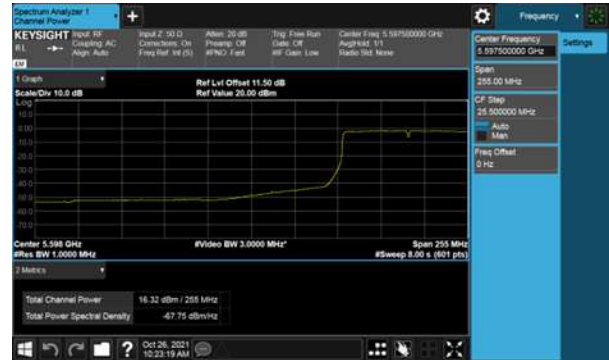 Spectrum Analyzer 1
Channel Power
Frequency
KEYSIGHT
Input: RF
Coupling: AC
Align: Auto
Input Z: 50 Ω
Corrections: On
Freq Ref: Int (S)
Atten: 20 dB
Preamp: Off
#PNO: Fast
Trig: Free Run
Gate: Off
#IF Gain: Low
Center Freq: 5.597500000 GHz
Avg|Hold: 1/1
Radio Std: None
LXI
Center Frequency
5.597500000 GHz
Settings
Span
255.00 MHz
CF Step
25.500000 MHz
Auto
Man
Freq Offset
0 Hz
1 Graph
Scale/Div 10.0 dB
Ref Lvl Offset 11.50 dB
Ref Value 20.00 dBm
Log
10.0
0.00
-10.0
-20.0
-30.0
-40.0
-50.0
-60.0
-70.0
Center 5.598 GHz
#Res BW 1.0000 MHz
#Video BW 3.0000 MHz*
Span 255 MHz
#Sweep 8.00 s (601 pts)
2 Metrics
Total Channel Power
16.32 dBm / 255 MHz
Total Power Spectral Density
-67.75 dBm/Hz
?
Oct 26, 2021
10:23:19 AM